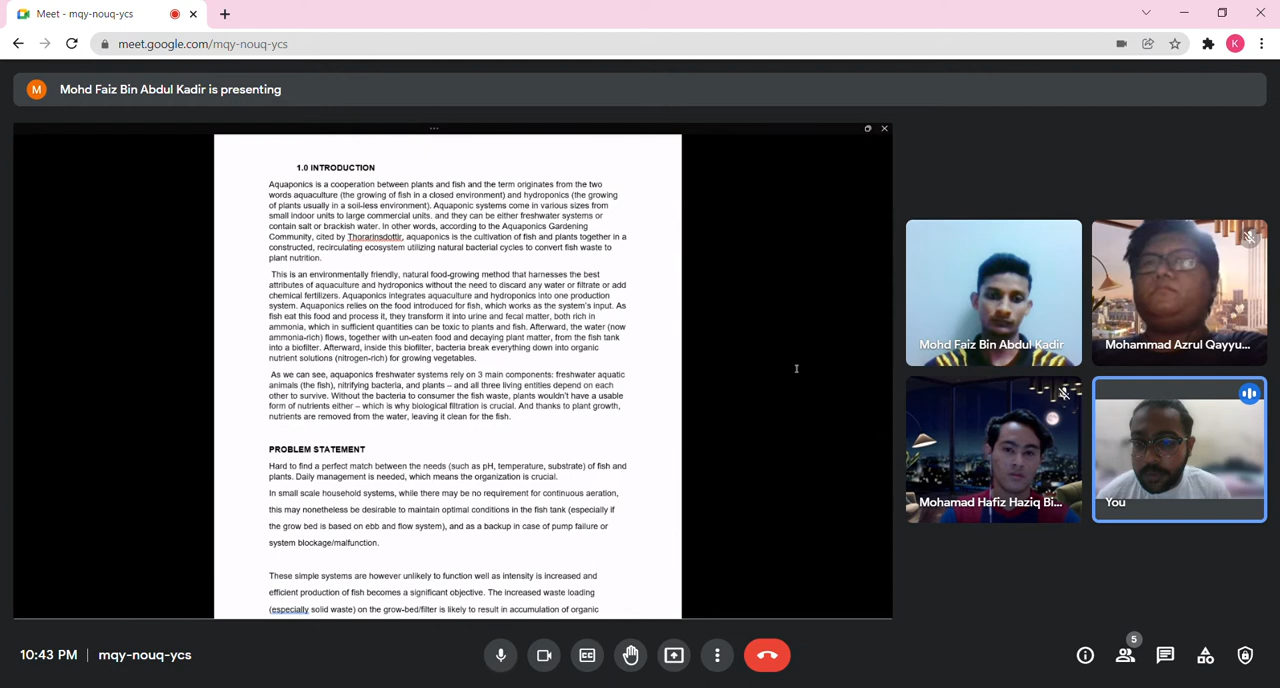 Meet - mqy-nouq-ycs
meet.google.com/mqy-nouq-ycs
K
M
Mohd Faiz Bin Abdul Kadir is presenting
1.0 INTRODUCTION
Aquaponics is a cooperation between plants and fish and the term originates from the two
words aquaculture (the growing of fish in a closed environment) and hydroponics (the growing
of plants usually in a soil-less environment). Aquaponic systems come in various sizes from
small indoor units to large commercial units. and they can be either freshwater systems or
contain salt or brackish water. In other words, according to the Aquaponics Gardening
Community, cited by Thorarinsdottir, aquaponics is the cultivation of fish and plants together in a
constructed, recirculating ecosystem utilizing natural bacterial cycles to convert fish waste to
plant nutrition.
This is an environmentally friendly, natural food-growing method that harnesses the best
attributes of aquaculture and hydroponics without the need to discard any water or filtrate or add
chemical fertilizers. Aquaponics integrates aquaculture and hydroponics into one production
system. Aquaponics relies on the food introduced for fish, which works as the system's input. As
fish eat this food and process it, they transform it into urine and fecal matter, both rich in
ammonia, which in sufficient quantities can be toxic to plants and fish. Afterward, the water (now
ammonia-rich) flows, together with un-eaten food and decaying plant matter, from the fish tank
into a biofilter. Afterward, inside this biofilter, bacteria break everything down into organic
nutrient solutions (nitrogen-rich) for growing vegetables.
As we can see, aquaponics freshwater systems rely on 3 main components: freshwater aquatic
animals (the fish), nitrifying bacteria, and plants – and all three living entities depend on each
other to survive. Without the bacteria to consumer the fish waste, plants wouldn't have a usable
form of nutrients either – which is why biological filtration is crucial. And thanks to plant growth,
nutrients are removed from the water, leaving it clean for the fish.
PROBLEM STATEMENT
Hard to find a perfect match between the needs (such as pH, temperature, substrate) of fish and
plants. Daily management is needed, which means the organization is crucial.
In small scale household systems, while there may be no requirement for continuous aeration,
this may nonetheless be desirable to maintain optimal conditions in the fish tank (especially if
the grow bed is based on ebb and flow system), and as a backup in case of pump failure or
system blockage/malfunction.
These simple systems are however unlikely to function well as intensity is increased and
efficient production of fish becomes a significant objective. The increased waste loading
(especially solid waste) on the grow-bed/filter is likely to result in accumulation of organic
Mohd Faiz Bin Abdul Kadir
Mohammad Azrul Qayyu...
Mohamad Hafiz Haziq Bi...
You
10:43 PM | mqy-nouq-ycs
5